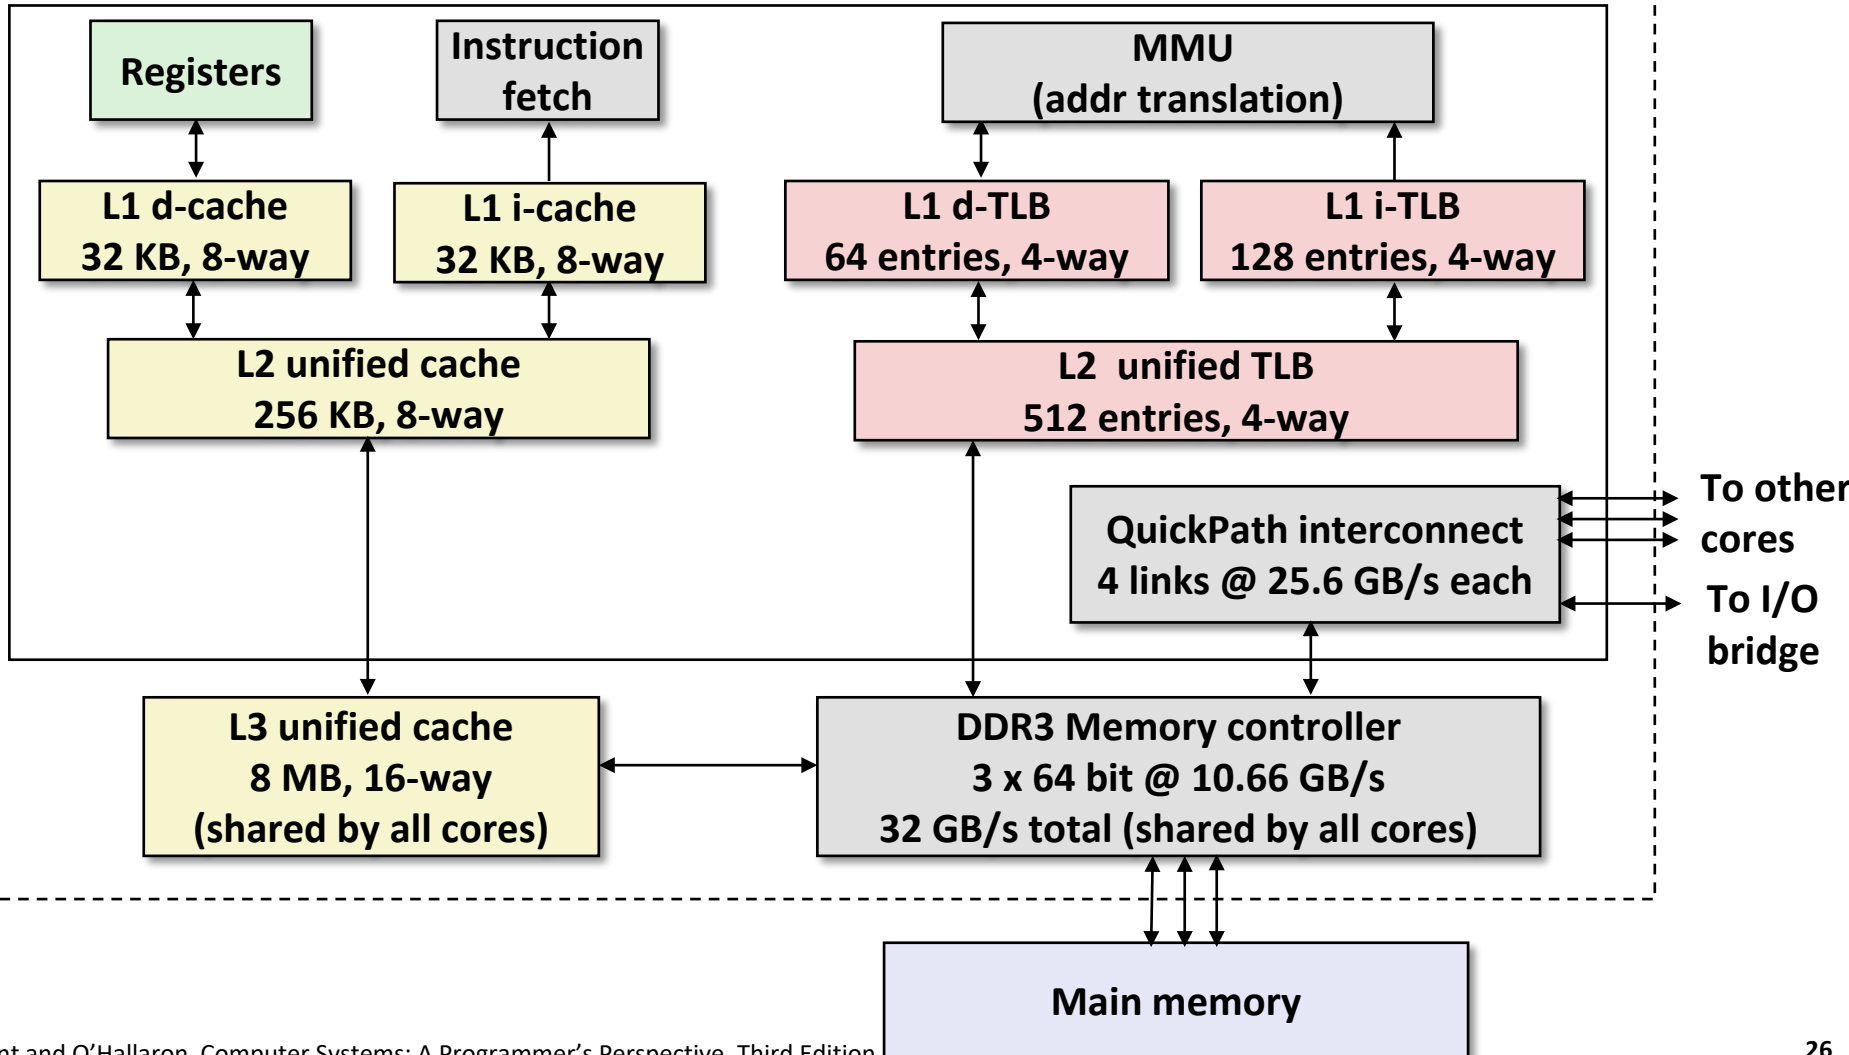 Registers
Instruction
fetch
MMU
(addr translation)
L1 d-cache
32 KB, 8-way
L1 i-cache
32 KB, 8-way
L1 d-TLB
64 entries, 4-way
L1 i-TLB
128 entries, 4-way
L2 unified cache
256 KB, 8-way
L2  unified TLB
512 entries, 4-way
QuickPath interconnect
4 links @ 25.6 GB/s each
To other
cores
To I/O
bridge
L3 unified cache
8 MB, 16-way
(shared by all cores)
DDR3 Memory controller
3 x 64 bit @ 10.66 GB/s
32 GB/s total (shared by all cores)
Main memory
and O'Hallaron, Computer Systems: A Programmer's Perspective, Third Edition
26